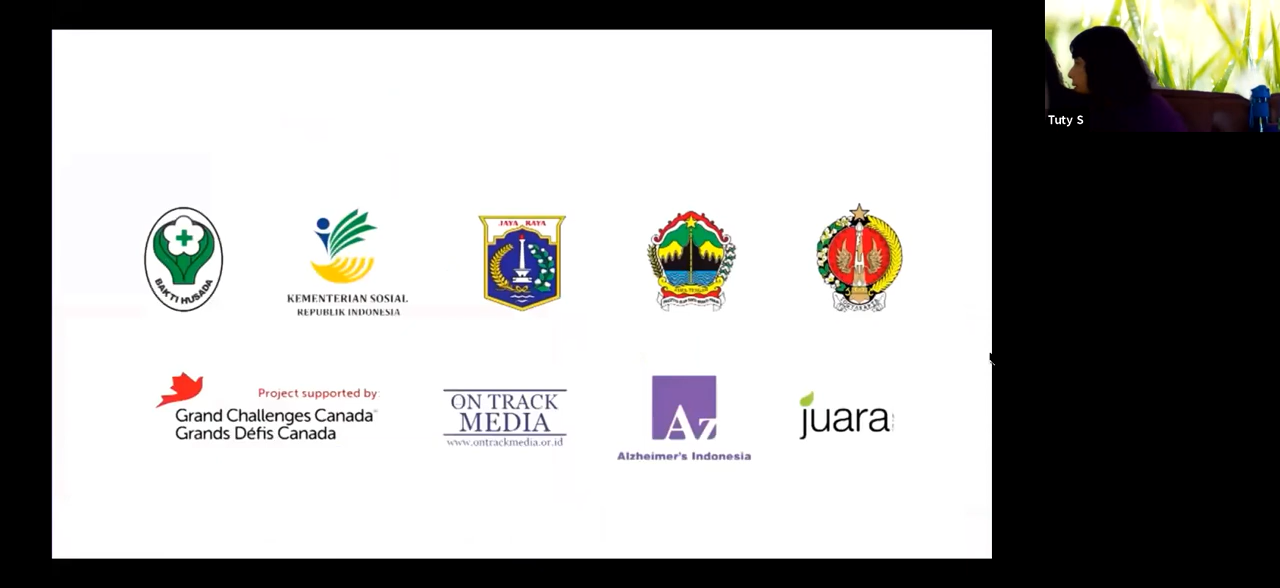 Tuty S
BAKTI HUSADA
KEMENTERIAN SOSIAL
REPUBLIK INDONESIA
JAYA RAYA
Project supported by:
Grand Challenges Canada®
Grands Défis Canada
ON TRACK
MEDIA
www.ontrackmedia.or.id
Az
Alzheimer's Indonesia
juara